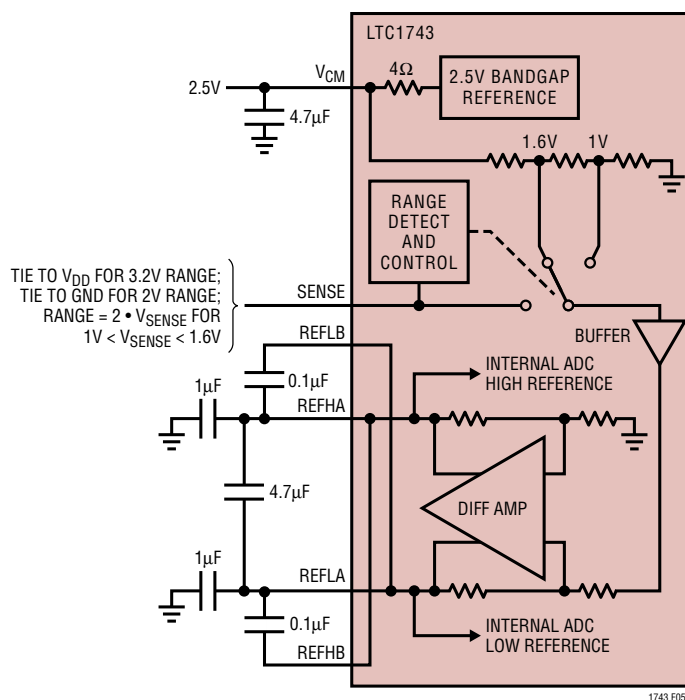 LTC1743
2.5V
VCM
4Ω
2.5V BANDGAP
REFERENCE
4.7µF
1.6V
1V
RANGE
DETECT
AND
CONTROL
TIE TO VDD FOR 3.2V RANGE;
TIE TO GND FOR 2V RANGE;
RANGE = 2 • VSENSE FOR
1V < VSENSE < 1.6V
SENSE
REFLB
BUFFER
1µF
0.1µF
INTERNAL ADC
HIGH REFERENCE
REFHA
4.7µF
DIFF AMP
1µF
REFLA
0.1µF
INTERNAL ADC
LOW REFERENCE
REFHB
1743 F05